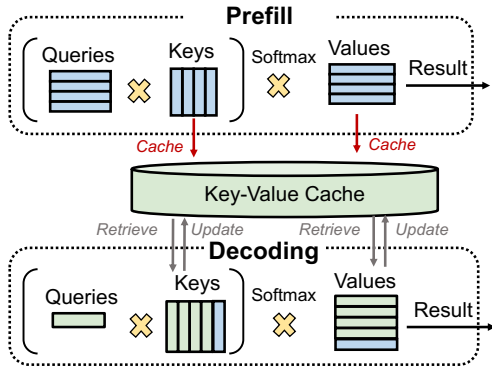 Prefill
Queries
Keys
Softmax
Values
Result
Cache
Cache
Key-Value Cache
Retrieve
Update
Retrieve
Update
Decoding
Queries
Keys
Softmax
Values
Result